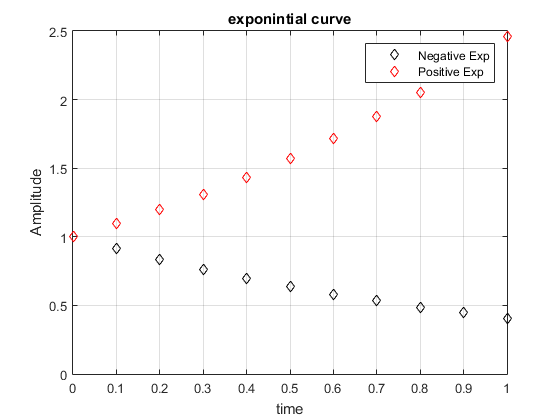 exponintial curve
Negative Exp
Positive Exp
2.5
2
1.5
1
0.5
0
Amplitude
0 0.1 0.2 0.3 0.4 0.5 0.6 0.7 0.8 0.9 1
time